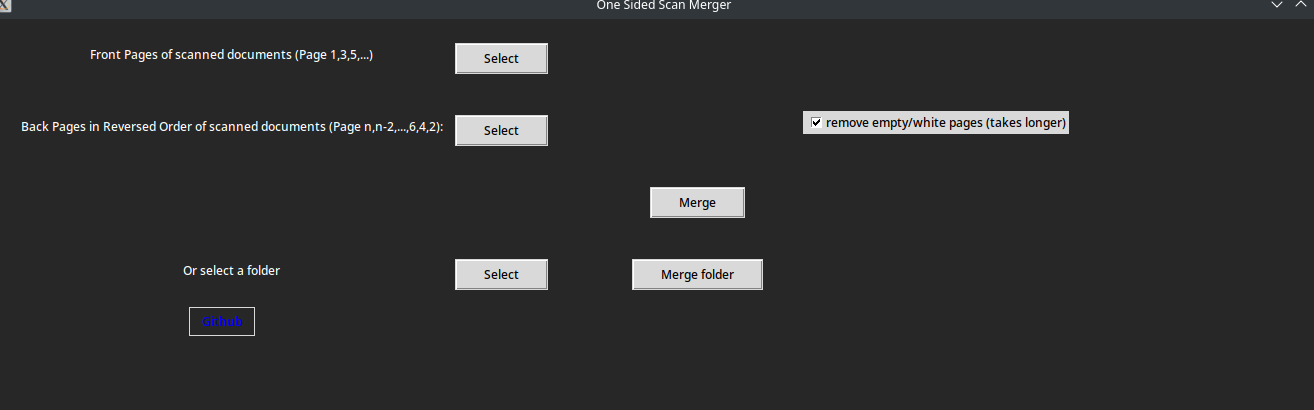 One Sided Scan Merger
Front Pages of scanned documents (Page 1,3,5,...)
Select
Back Pages in Reversed Order of scanned documents (Page n,n-2,...,6,4,2):
Select
remove empty/white pages (takes longer)
Merge
Or select a folder
Select
Merge folder
Github